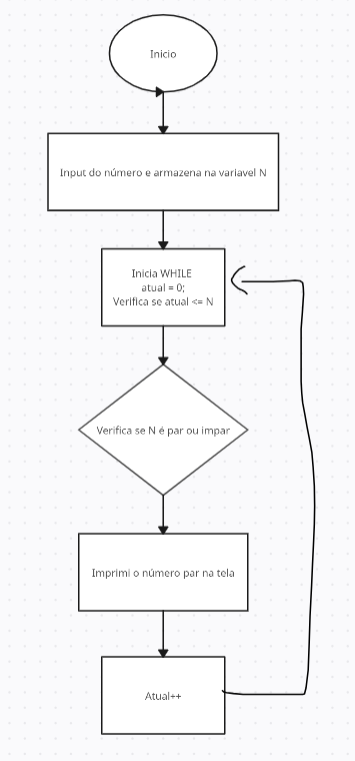 Inicio
Input do número e armazena na variavel N
Inicia WHILE
atual = 0;
Verifica se atual <= N
Verifica se N é par ou impar
Imprimi o número par na tela
Atual++